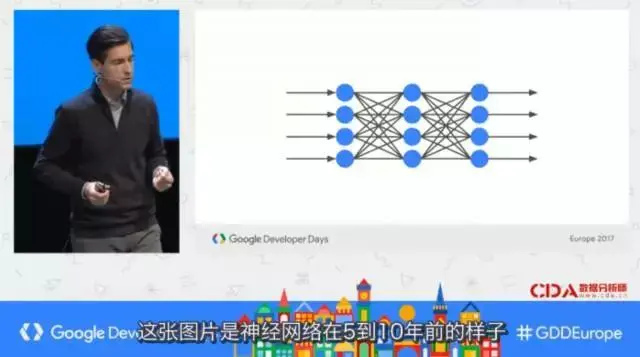 Google Developer Days
Europe 2017
CDA 数据分析师
www.cda.cn
Google Deve
#GDDEurope
这张图片是神经网络在5到10年前的样子